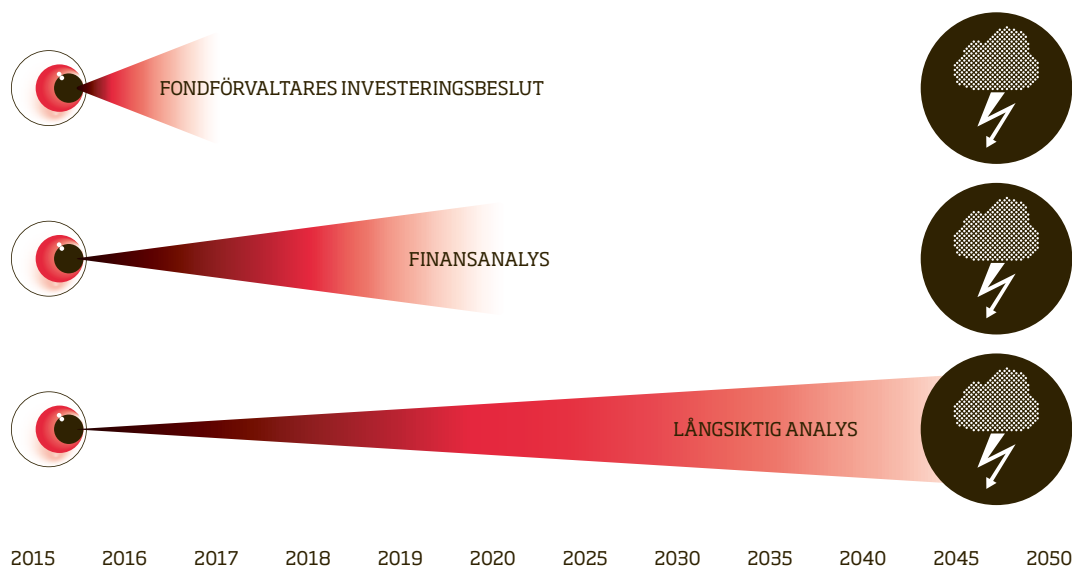 FONDFÖRVALTARES INVESTERINGSBESLUT
FINANSANALYS
LÅNGSIKTIG ANALYS
2015 2016 2017 2018 2019 2020 2025 2030 2035 2040 2045 2050